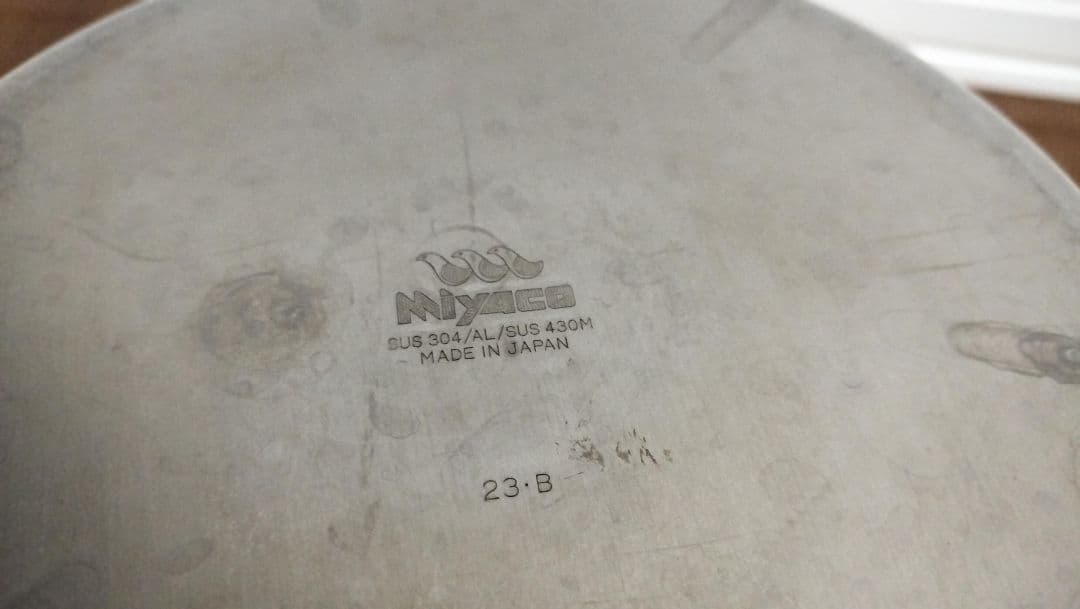 Miyaco
SUS 304/AL/SUS 430M
MADE IN JAPAN
23·B